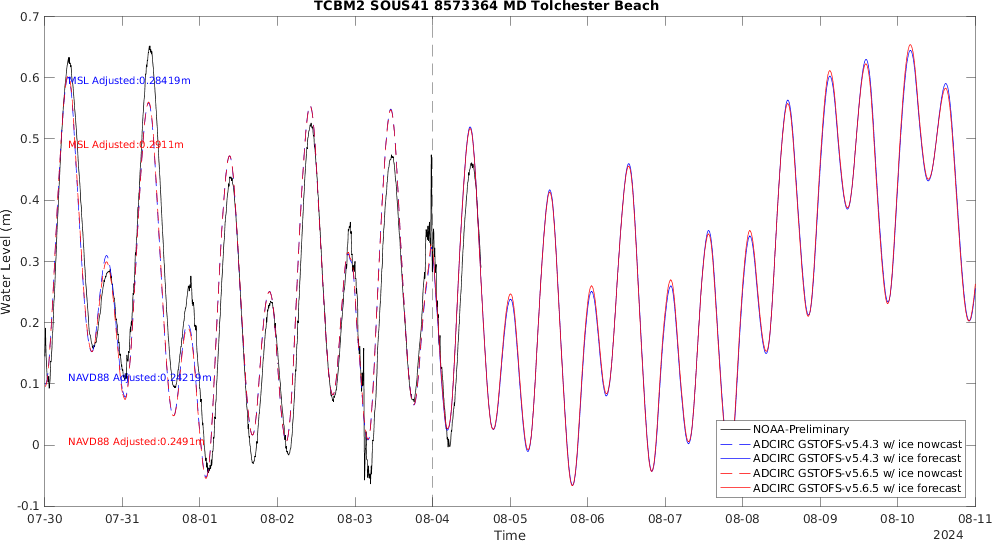 TCBM2 SOUS41 8573364 MD Tolchester Beach
Water Level (m)
0.7
0.6
0.5
0.4
0.3
0.2
0.1
0
-0.1
MSL Adjusted:0.28419m
MSL Adjusted:0.2911m
NAVD88 Adjusted:0.24219m
NAVD88 Adjusted:0.2491m
NOAA-Preliminary
ADCIRC GSTOFS-v5.4.3 w/ ice nowcast
ADCIRC GSTOFS-v5.4.3 w/ ice forecast
ADCIRC GSTOFS-v5.6.5 w/ ice nowcast
ADCIRC GSTOFS-v5.6.5 w/ ice forecast
07-30 07-31 08-01 08-02 08-03 08-04 08-05 08-06 08-07 08-08 08-09 08-10 08-11
Time
2024